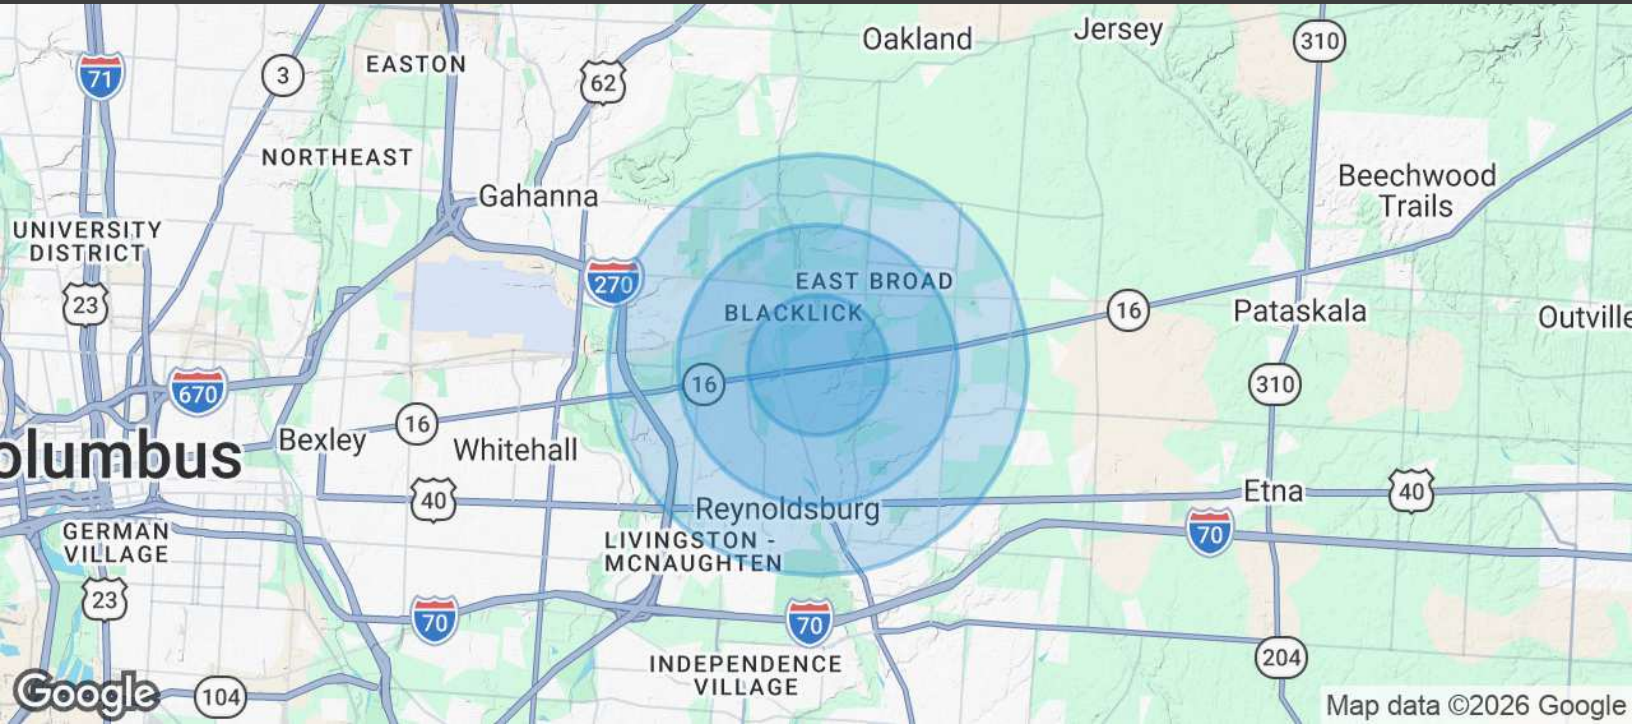 Oakland
Jersey
310
71
3
EASTON
62
NORTHEAST
Beechwood
Trails
Gahanna
UNIVERSITY
DISTRICT
270
EAST BROAD
23
BLACKLICK
16
Pataskala
Outville
670
16
310
16
Bexley
Whitehall
olumbus
40
Reynoldsburg
Etna
40
GERMAN
VILLAGE
LIVINGSTON -
MCNAUGHTEN
70
23
70
70
INDEPENDENCE
VILLAGE
204
Google
104
Map data ©2026 Google